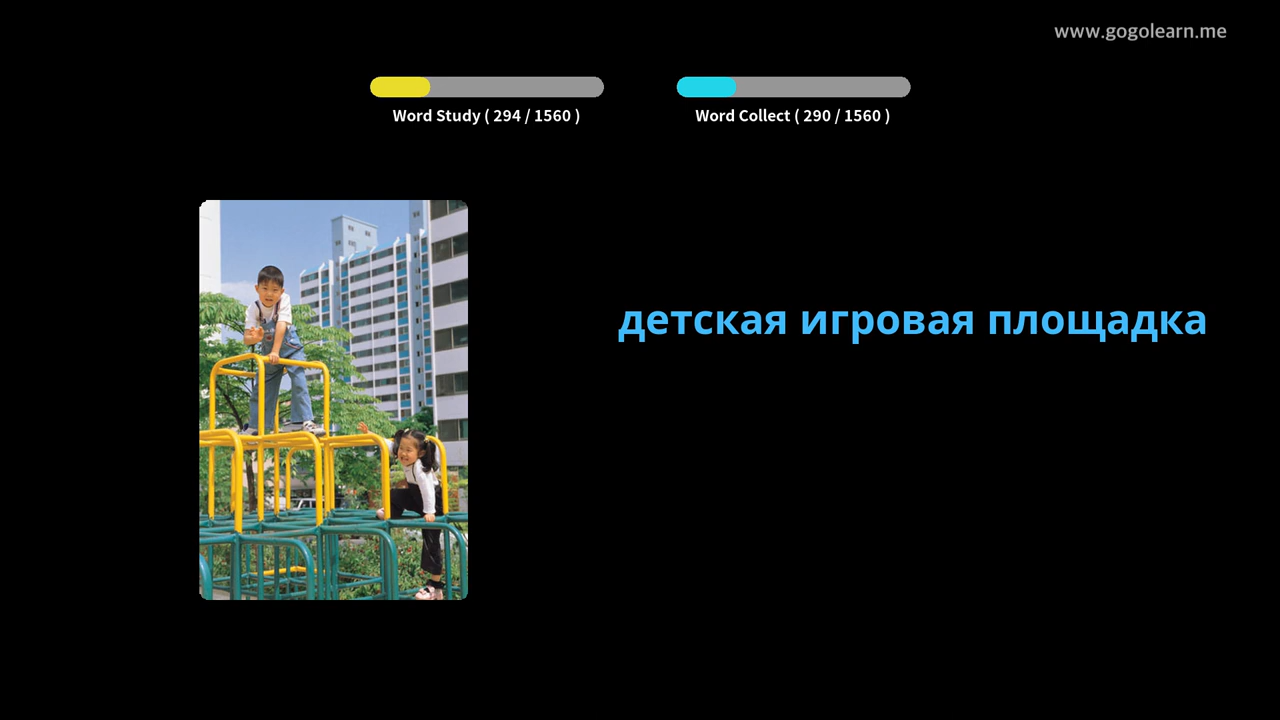 www.gogolearn.me
Word Study ( 294 / 1560 )
Word Collect ( 290 / 1560 )
детская игровая площадка